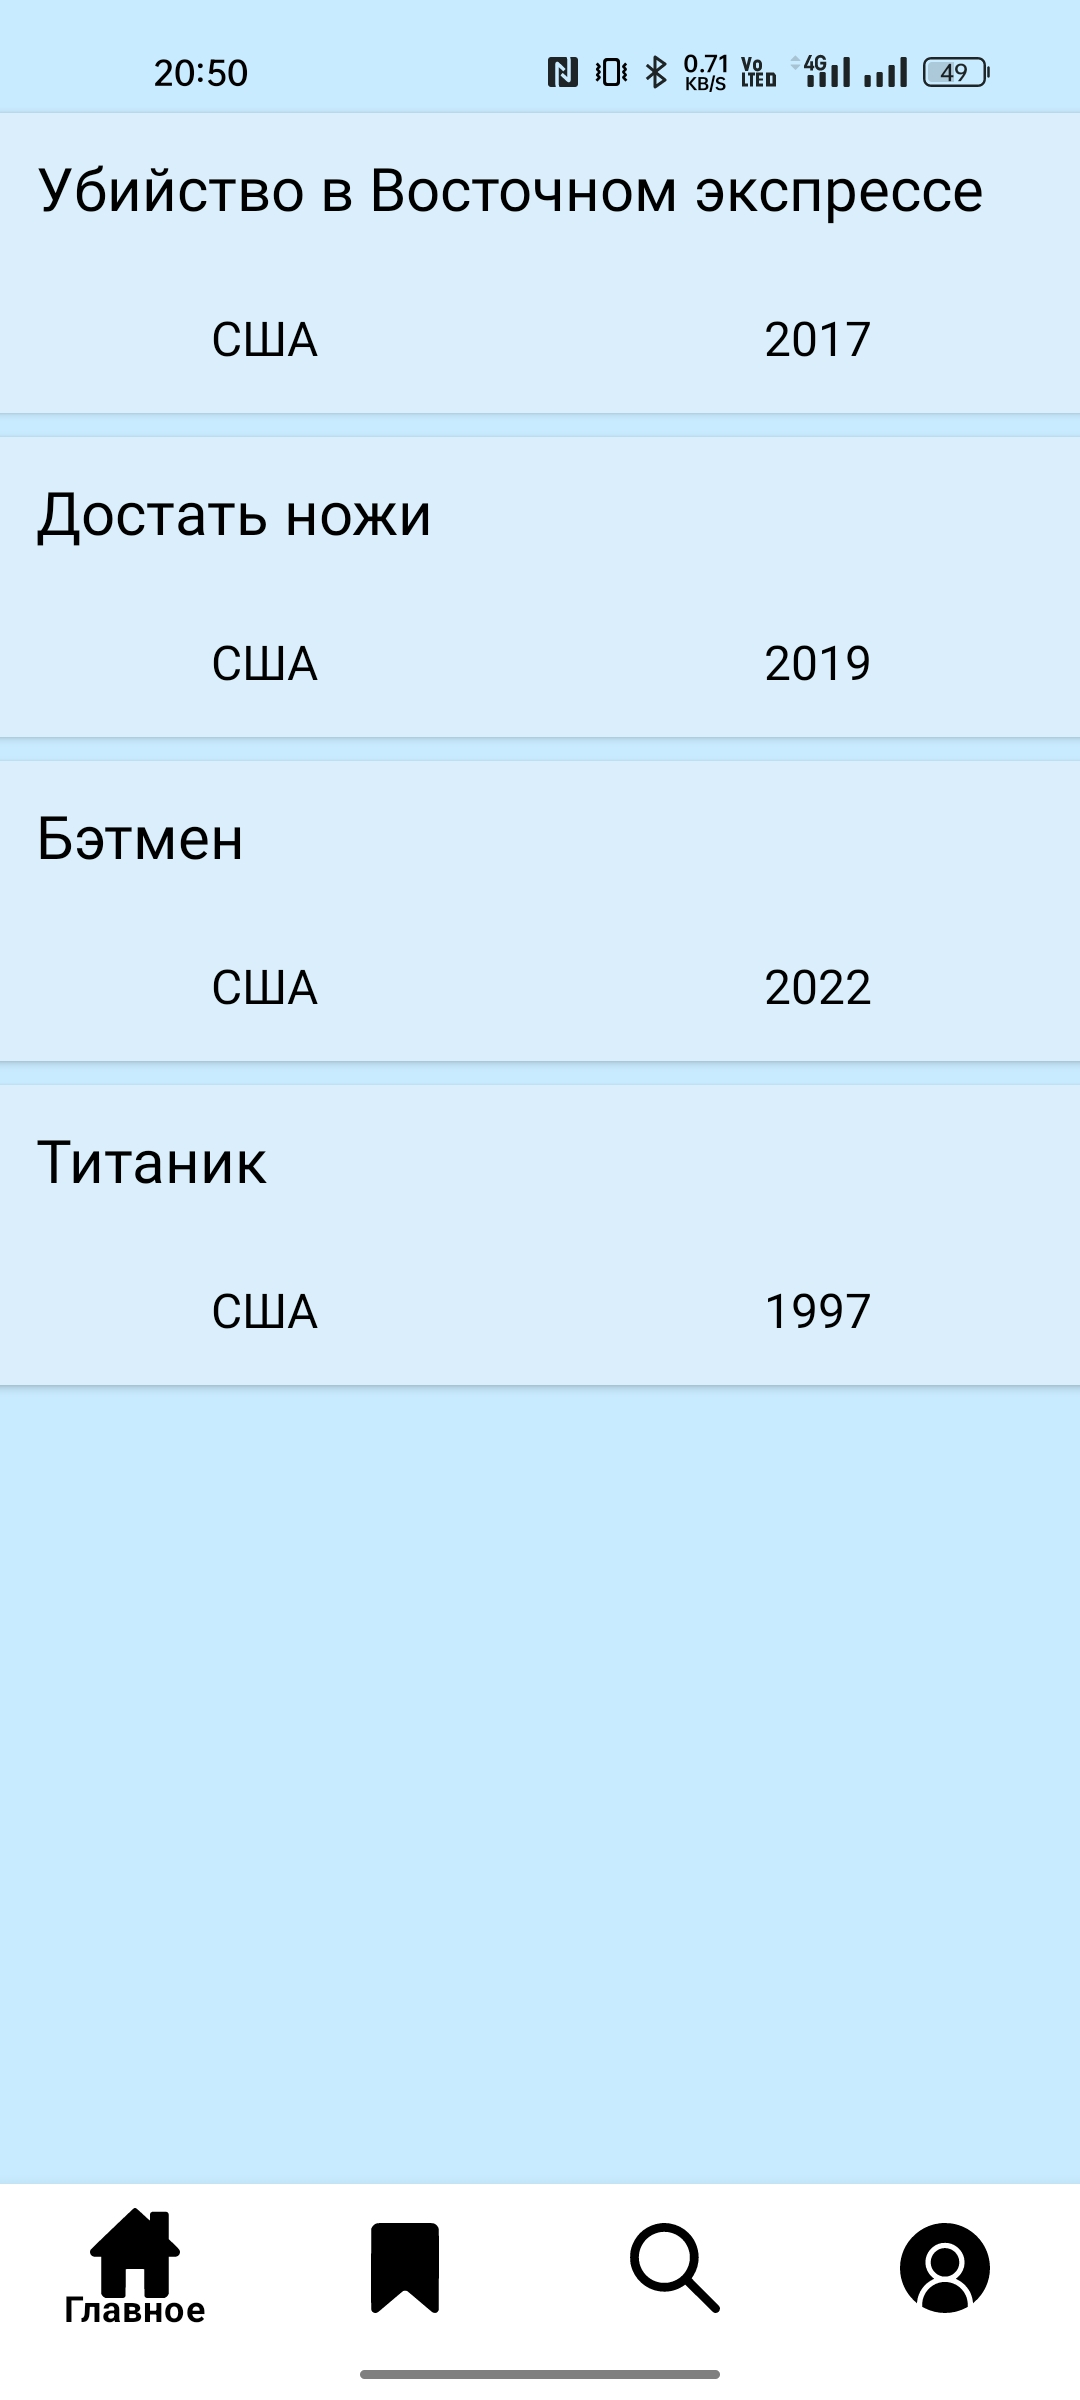 20:50 0.71 KB/S Vo LTE 4G 49
Убийство в Восточном экспрессе
США 2017
Достать ножи
США 2019
Бэтмен
США 2022
Титаник
США 1997
Главное